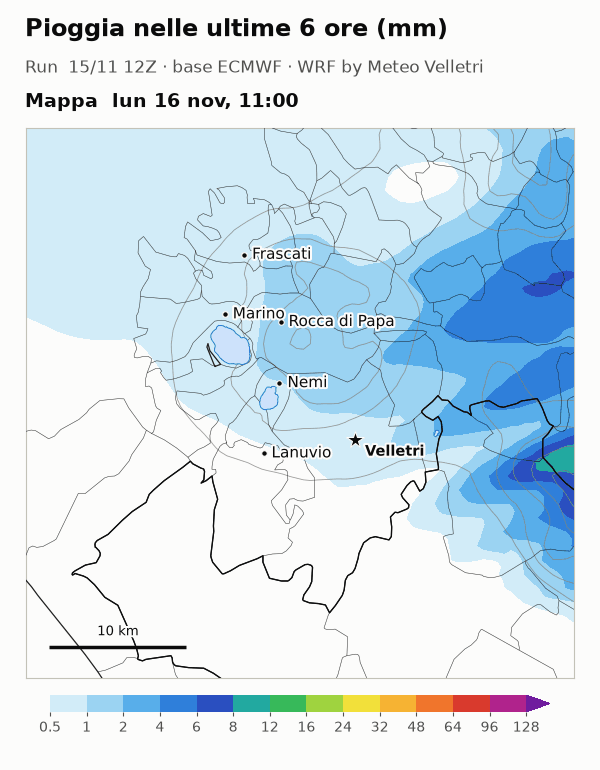 Pioggia nelle ultime 6 ore (mm)
Run 15/11 12Z · base ECMWF · WRF by Meteo Velletri
Mappa lun 16 nov, 11:00
Frascati
Marino
Rocca di Papa
Nemi
Velletri
Lanuvio
10 km
0.5 1 2 4 6 8 12 16 24 32 48 64 96 128